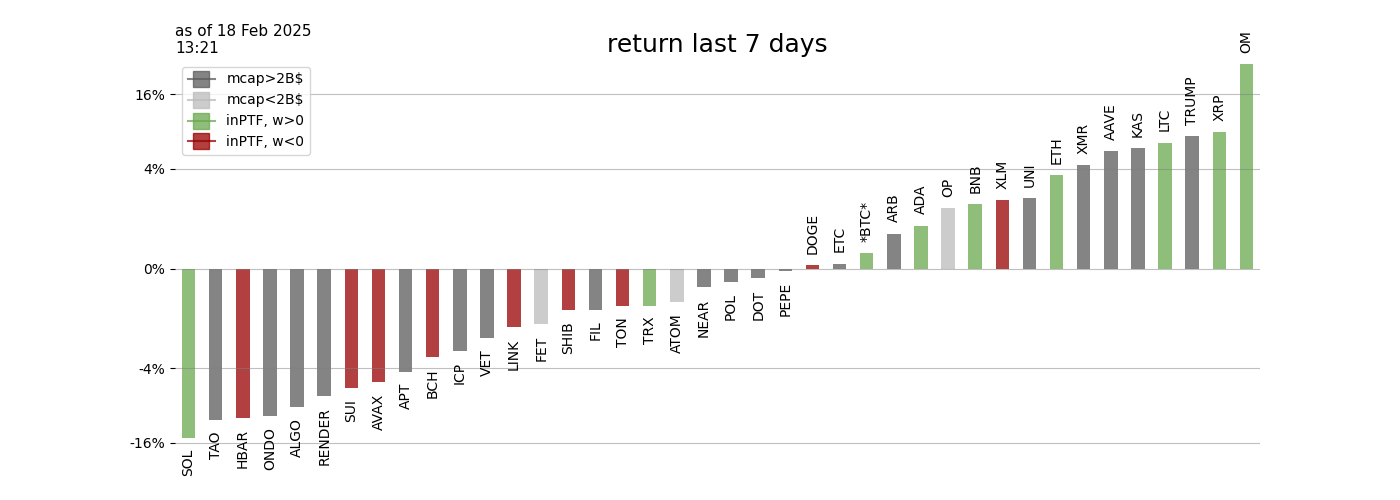 as of 18 Feb 2025
13:21
return last 7 days
mcap>2B$
mcap<2B$
inPTF, w>0
inPTF, w<0
16%
4%
0%
-4%
-16%
SOL
TAO
HBAR
ONDO
ALGO
RENDER
SUI
AVAX
APT
BCH
ICP
VET
LINK
FET
SHIB
FIL
TON
TRX
ATOM
NEAR
POL
DOT
PEPE
DOGE
ETC
*BTC*
ARB
ADA
OP
BNB
XLM
UNI
ETH
XMR
AAVE
KAS
LTC
TRUMP
XRP
OM